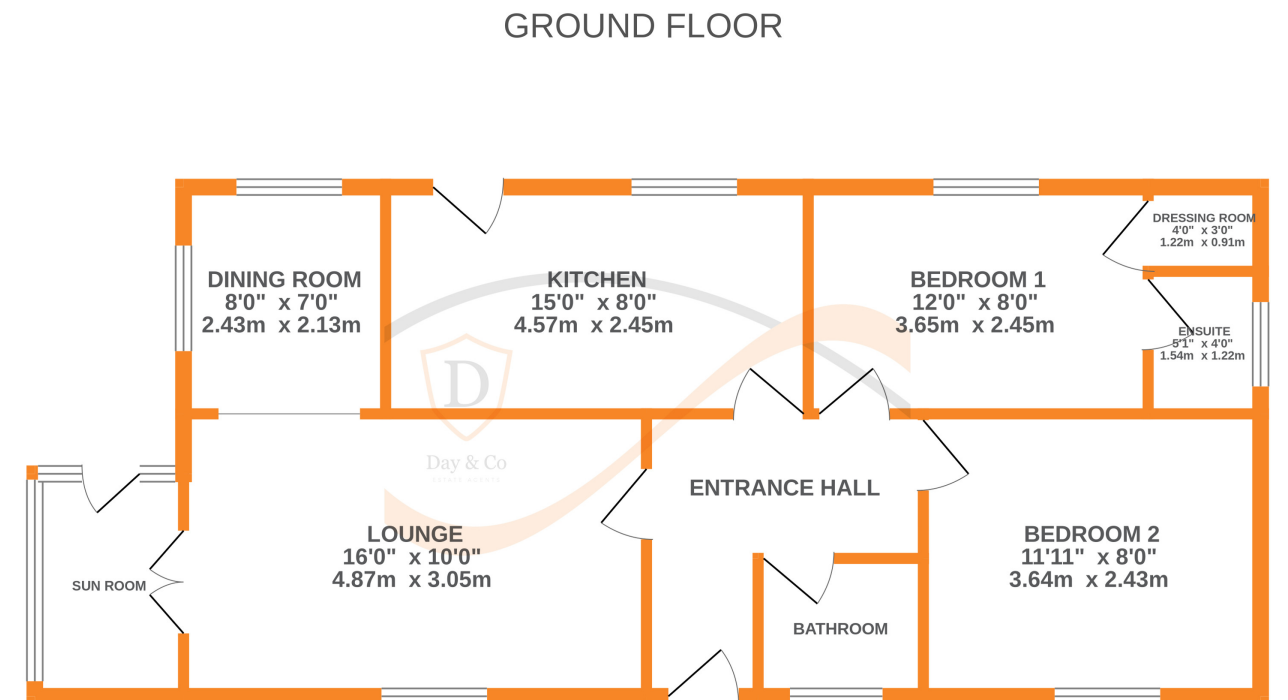 GROUND FLOOR
DINING ROOM
8'0" x 7'0"
2.43m x 2.13m
KITCHEN
15'0" x 8'0"
4.57m x 2.45m
BEDROOM 1
12'0" x 8'0"
3.65m x 2.45m
DRESSING ROOM
4'0" x 3'0"
1.22m x 0.91m
ENSUITE
5'1" x 4'0"
1.54m x 1.22m
D
Day & Co
ESTATE AGENTS
ENTRANCE HALL
LOUNGE
16'0" x 10'0"
4.87m x 3.05m
BEDROOM 2
11'11" x 8'0"
3.64m x 2.43m
SUN ROOM
BATHROOM